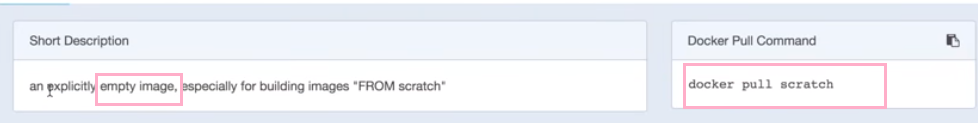 Short Description
an explicitly empty image, especially for building images "FROM scratch"
Docker Pull Command
docker pull scratch